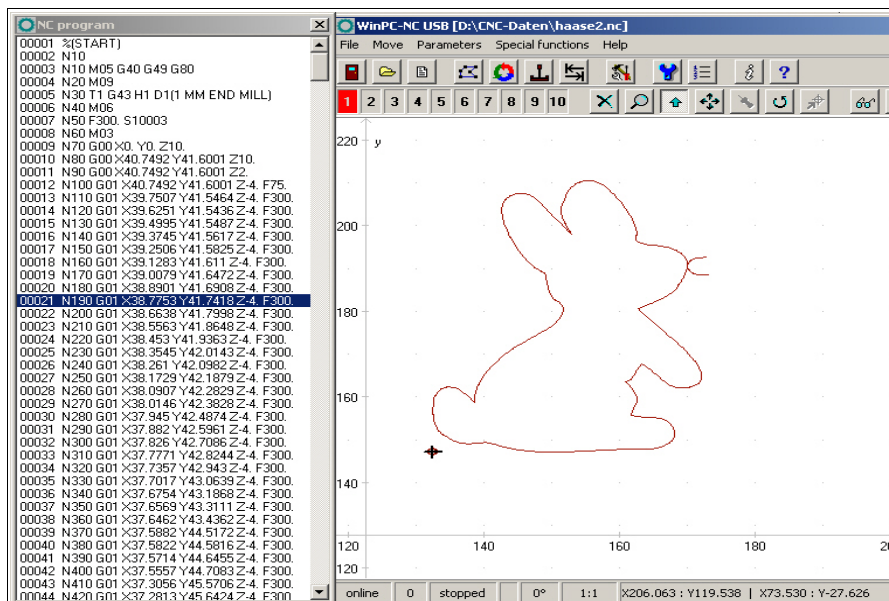 NC program
00001 %(START)
00002 N10
00003 N10 M05 G40 G49 G80
00004 N20 M09
00005 N30 T1 G43 H1 D1(1 MM END MILL)
00006 N40 M06
00007 N50 F300. S10003
00008 N60 M03
00009 N70 G00 X0. Y0. Z10.
00010 N80 G00 X40.7492 Y41.6001 Z10.
00011 N90 G00 X40.7492 Y41.6001 Z2.
00012 N100 G01 X40.7492 Y41.6001 Z-4. F75.
00013 N110 G01 X39.7507 Y41.5464 Z-4. F300.
00014 N120 G01 X39.6251 Y41.5436 Z-4. F300.
00015 N130 G01 X39.4995 Y41.5487 Z-4. F300.
00016 N140 G01 X39.3745 Y41.5617 Z-4. F300.
00017 N150 G01 X39.2506 Y41.5825 Z-4. F300.
00018 N160 G01 X39.1283 Y41.611 Z-4. F300.
00019 N170 G01 X39.0079 Y41.6472 Z-4. F300.
00020 N180 G01 X38.8901 Y41.6908 Z-4. F300.
00021 N190 G01 X38.7753 Y41.7418 Z-4. F300.
00022 N200 G01 X38.6638 Y41.7998 Z-4. F300.
00023 N210 G01 X38.5563 Y41.8648 Z-4. F300.
00024 N220 G01 X38.453 Y41.9363 Z-4. F300.
00025 N230 G01 X38.3545 Y42.0143 Z-4. F300.
00026 N240 G01 X38.261 Y42.0982 Z-4. F300.
00027 N250 G01 X38.1729 Y42.1879 Z-4. F300.
00028 N260 G01 X38.0907 Y42.2829 Z-4. F300.
00029 N270 G01 X38.0146 Y42.3828 Z-4. F300.
00030 N280 G01 X37.945 Y42.4874 Z-4. F300.
00031 N290 G01 X37.882 Y42.5961 Z-4. F300.
00032 N300 G01 X37.826 Y42.7086 Z-4. F300.
00033 N310 G01 X37.7771 Y42.8244 Z-4. F300.
00034 N320 G01 X37.7357 Y42.943 Z-4. F300.
00035 N330 G01 X37.7017 Y43.0639 Z-4. F300.
00036 N340 G01 X37.6754 Y43.1868 Z-4. F300.
00037 N350 G01 X37.6569 Y43.3111 Z-4. F300.
00038 N360 G01 X37.6462 Y43.4362 Z-4. F300.
00039 N370 G01 X37.5882 Y44.5172 Z-4. F300.
00040 N380 G01 X37.5822 Y44.5816 Z-4. F300.
00041 N390 G01 X37.5714 Y44.6455 Z-4. F300.
00042 N400 G01 X37.5557 Y44.7083 Z-4. F300.
00043 N410 G01 X37.3056 Y45.5706 Z-4. F300.
00044 N420 G01 X37.2813 Y45.6424 Z-4. F300.
WinPC-NC USB [D:\CNC-Daten\haase2.nc]
File Move Parameters Special functions Help
1 2 3 4 5 6 7 8 9 10
220
y
200
180
160
140
120
120 140 160 180 20
online 0 stopped 0° 1:1 X206.063 : Y119.538 | X73.530 : Y-27.626